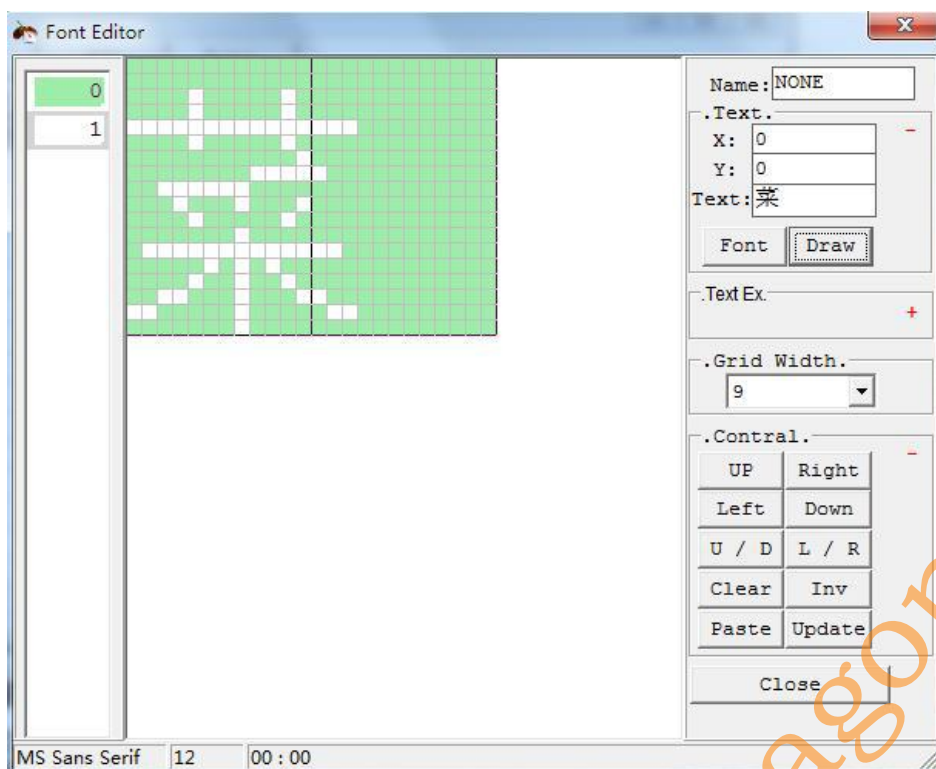 Font Editor
0
1
Name: NONE
.Text.
-
X: 0
Y: 0
Text: 菜
Font Draw
.Text Ex.
+
.Grid Width.
9
.Contral.
-
UP Right
Left Down
U / D L / R
Clear Inv
Paste Update
Close
菜
MS Sans Serif 12 00 : 00